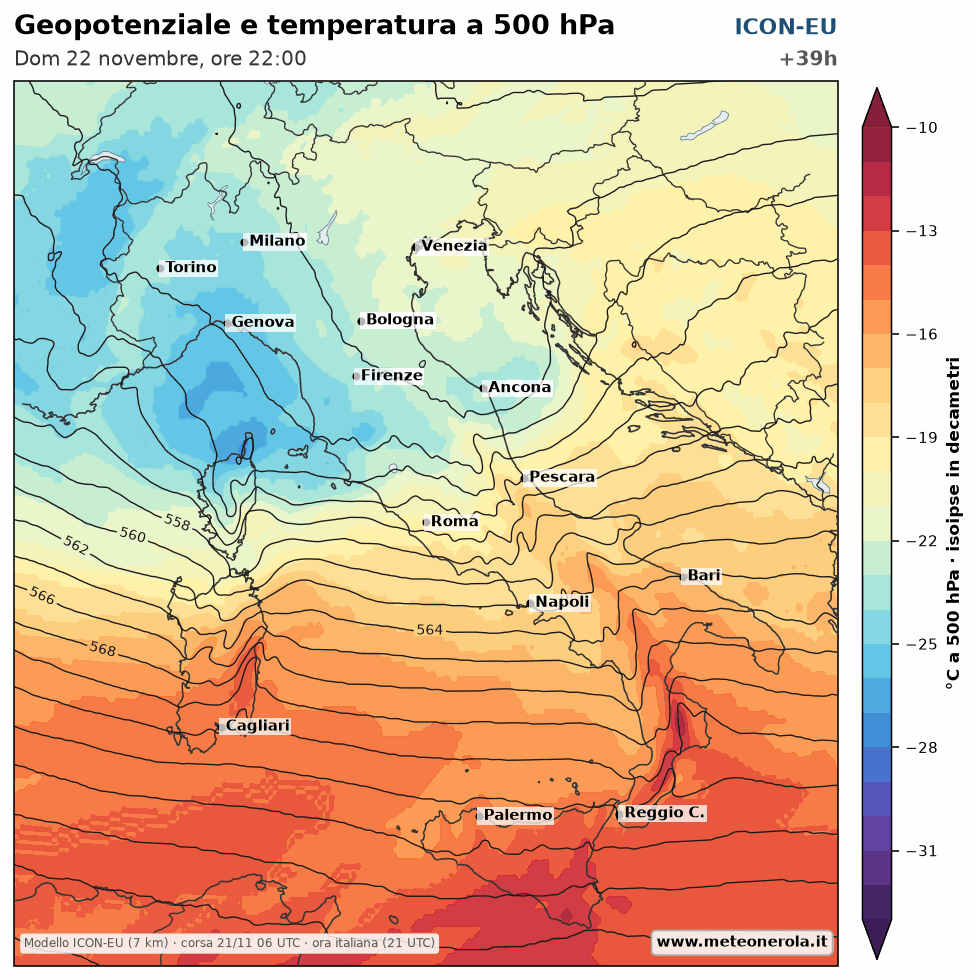 Geopotenziale e temperatura a 500 hPa
ICON-EU
Dom 22 novembre, ore 22:00
+39h
Milano
Venezia
Torino
Genova
Bologna
Firenze
Ancona
Pescara
Roma
558
560
562
566
568
564
Bari
Napoli
Cagliari
Palermo
Reggio C.
−10
−13
−16
−19
−22
−25
−28
−31
°C a 500 hPa · isoipse in decametri
Modello ICON-EU (7 km) · corsa 21/11 06 UTC · ora italiana (21 UTC)
www.meteonerola.it